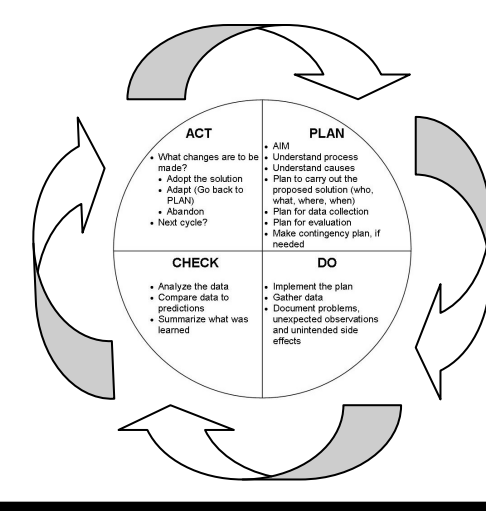 ACT
• What changes are to be
made?
• Adopt the solution
• Adapt (Go back to
PLAN)
• Abandon
• Next cycle?
PLAN
• AIM
• Understand process
• Understand causes
• Plan to carry out the
proposed solution (who,
what, where, when)
• Plan for data collection
• Plan for evaluation
• Make contingency plan, if
needed
CHECK
• Analyze the data
• Compare data to
predictions
• Summarize what was
learned
DO
• Implement the plan
• Gather data
• Document problems,
unexpected observations
and unintended side
effects